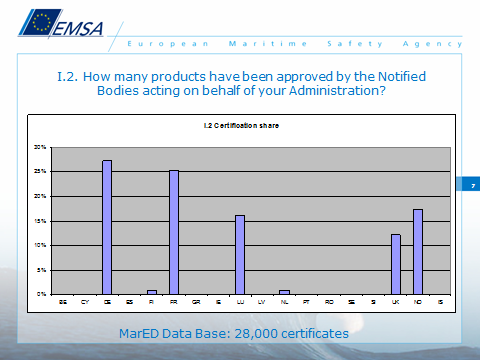 EMSA
European Maritime Safety Agency
I.2. How many products have been approved by the Notified
Bodies acting on behalf of your Administration?
I.2 Certification share
30%
25%
20%
15%
10%
5%
0%
BE CY DE ES FI FR GR IE LU LV NL PT RO SE SI UK NO IS
7
MarED Data Base: 28,000 certificates